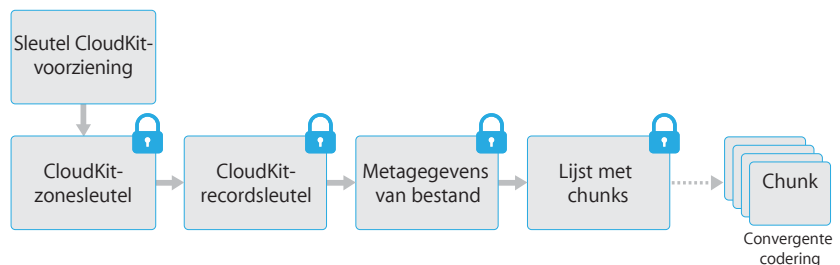 Sleutel CloudKit-
voorziening
CloudKit-
zonesleutel
CloudKit-
recordsleutel
Metagegevens
van bestand
Lijst met
chunks
Chunk
Convergente
codering